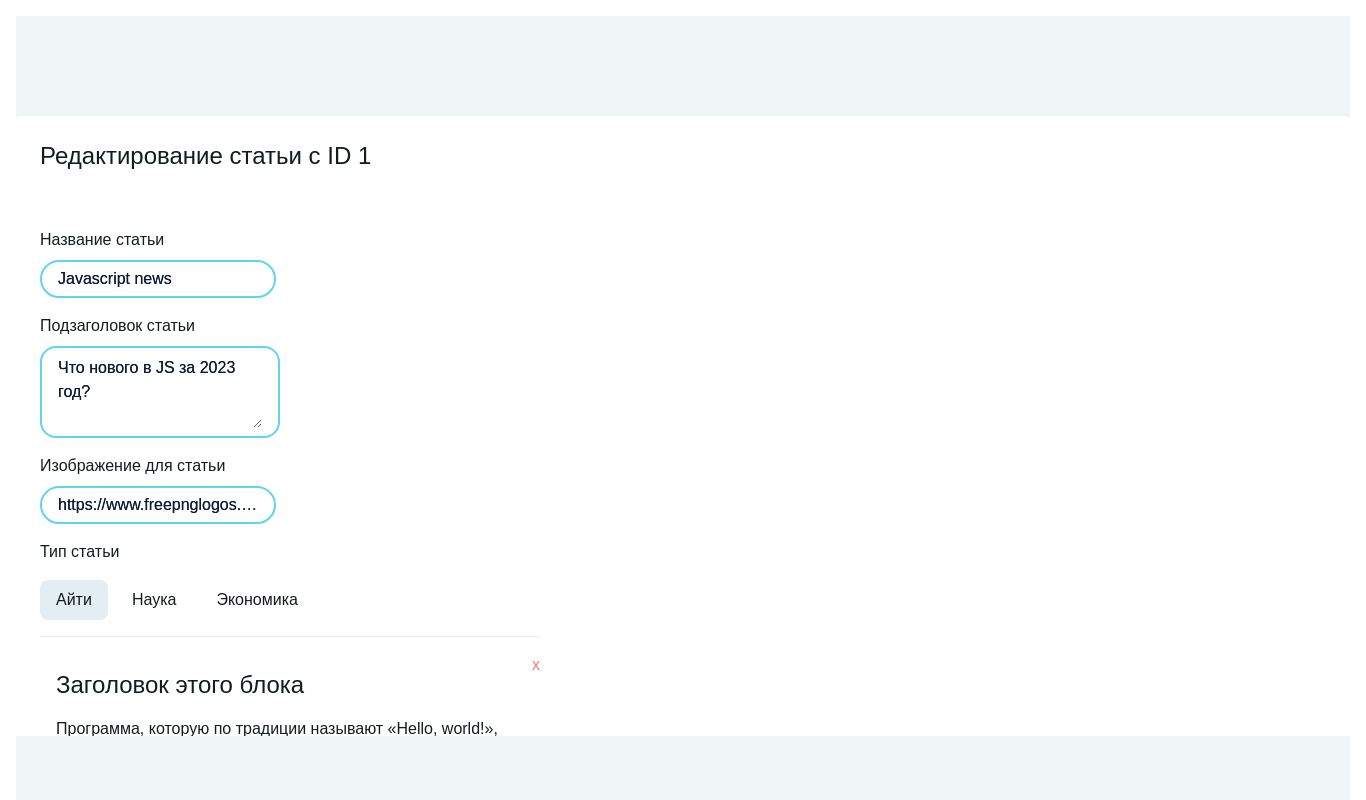 Редактирование статьи с ID 1
Название статьи
Javascript news
Подзаголовок статьи
Что нового в JS за 2023
год?
Изображение для статьи
https://www.freepnglogos.…
Тип статьи
Айти Наука Экономика
X
Заголовок этого блока
Программа, которую по традиции называют «Hello, world!»,